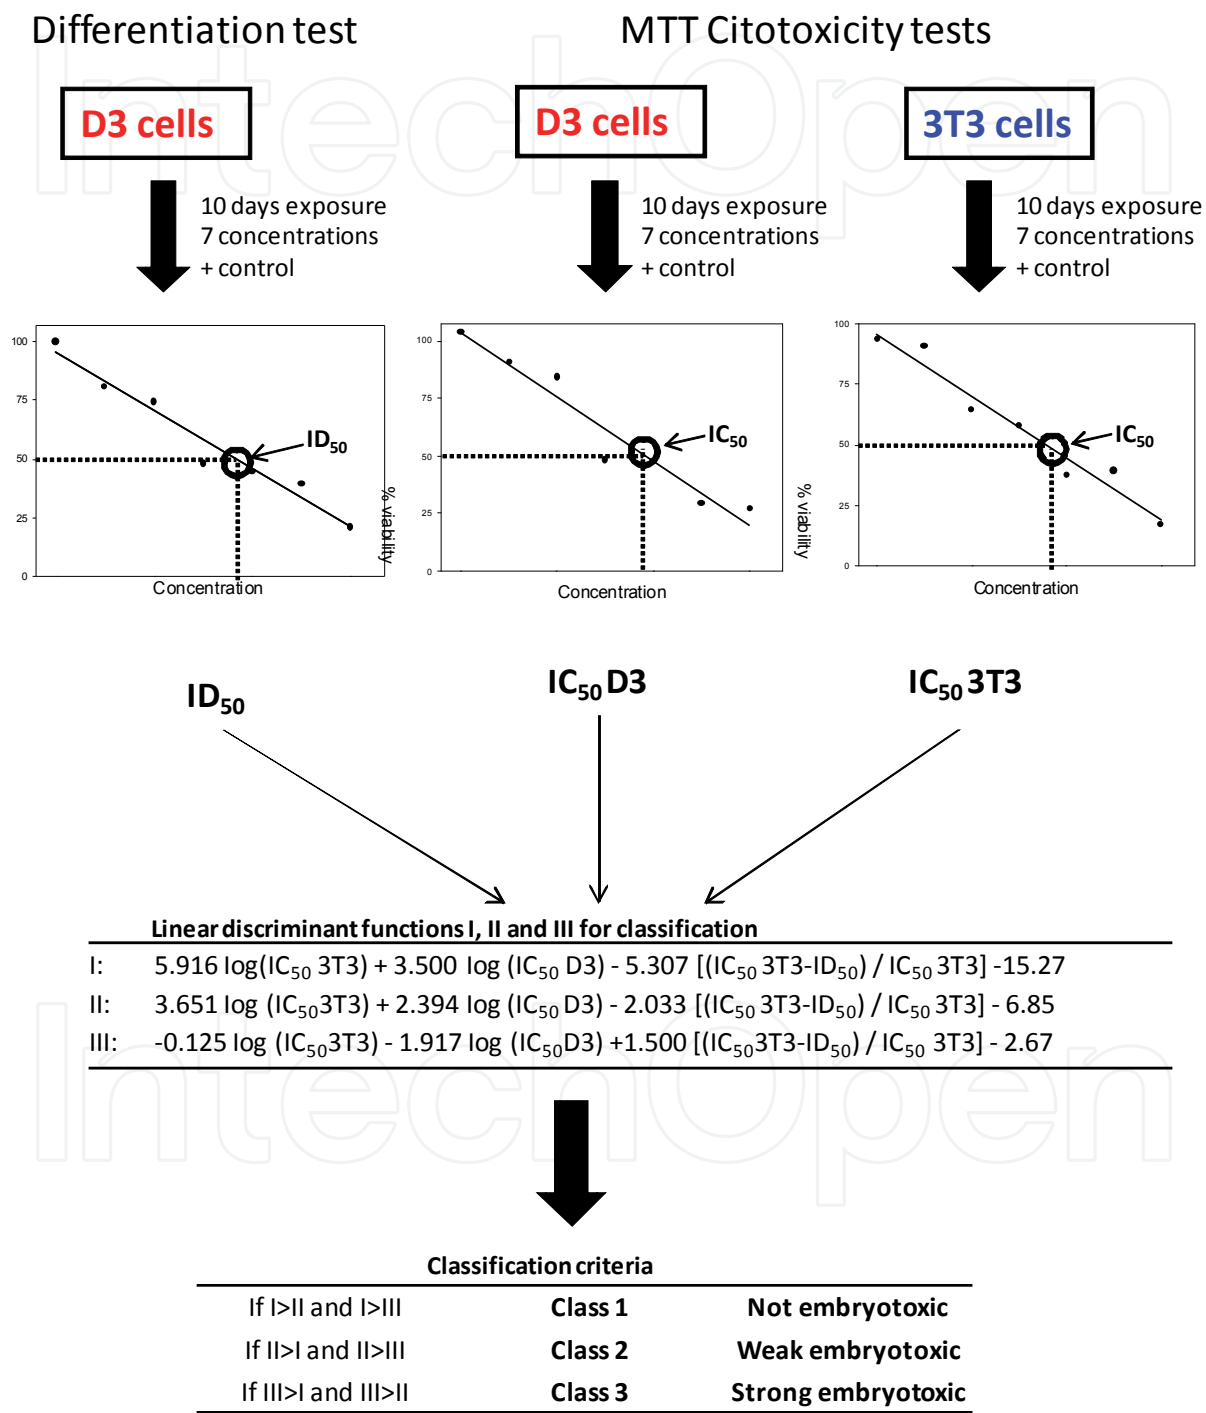 Differentiation test
MTT Citotoxicity tests
D3 cells
D3 cells
3T3 cells
10 days exposure
7 concentrations
+ control
10 days exposure
7 concentrations
+ control
10 days exposure
7 concentrations
+ control
100
75
50
25
0
ID50
Concentration
% viability
100
75
50
25
0
IC50
Concentration
% viability
100
75
50
25
0
IC50
Concentration
ID50
IC50 D3
IC50 3T3
Linear discriminant functions I, II and III for classification
I: 5.916 log(IC50 3T3) + 3.500 log (IC50 D3) - 5.307 [(IC50 3T3-ID50) / IC50 3T3] -15.27
II: 3.651 log (IC50 3T3) + 2.394 log (IC50 D3) - 2.033 [(IC50 3T3-ID50) / IC50 3T3] - 6.85
III: -0.125 log (IC50 3T3) - 1.917 log (IC50 D3) +1.500 [(IC50 3T3-ID50) / IC50 3T3] - 2.67
Classification criteria
If I>II and I>III Class 1 Not embryotoxic
If II>I and II>III Class 2 Weak embryotoxic
If III>I and III>II Class 3 Strong embryotoxic
IntechOpen
IntechOpen